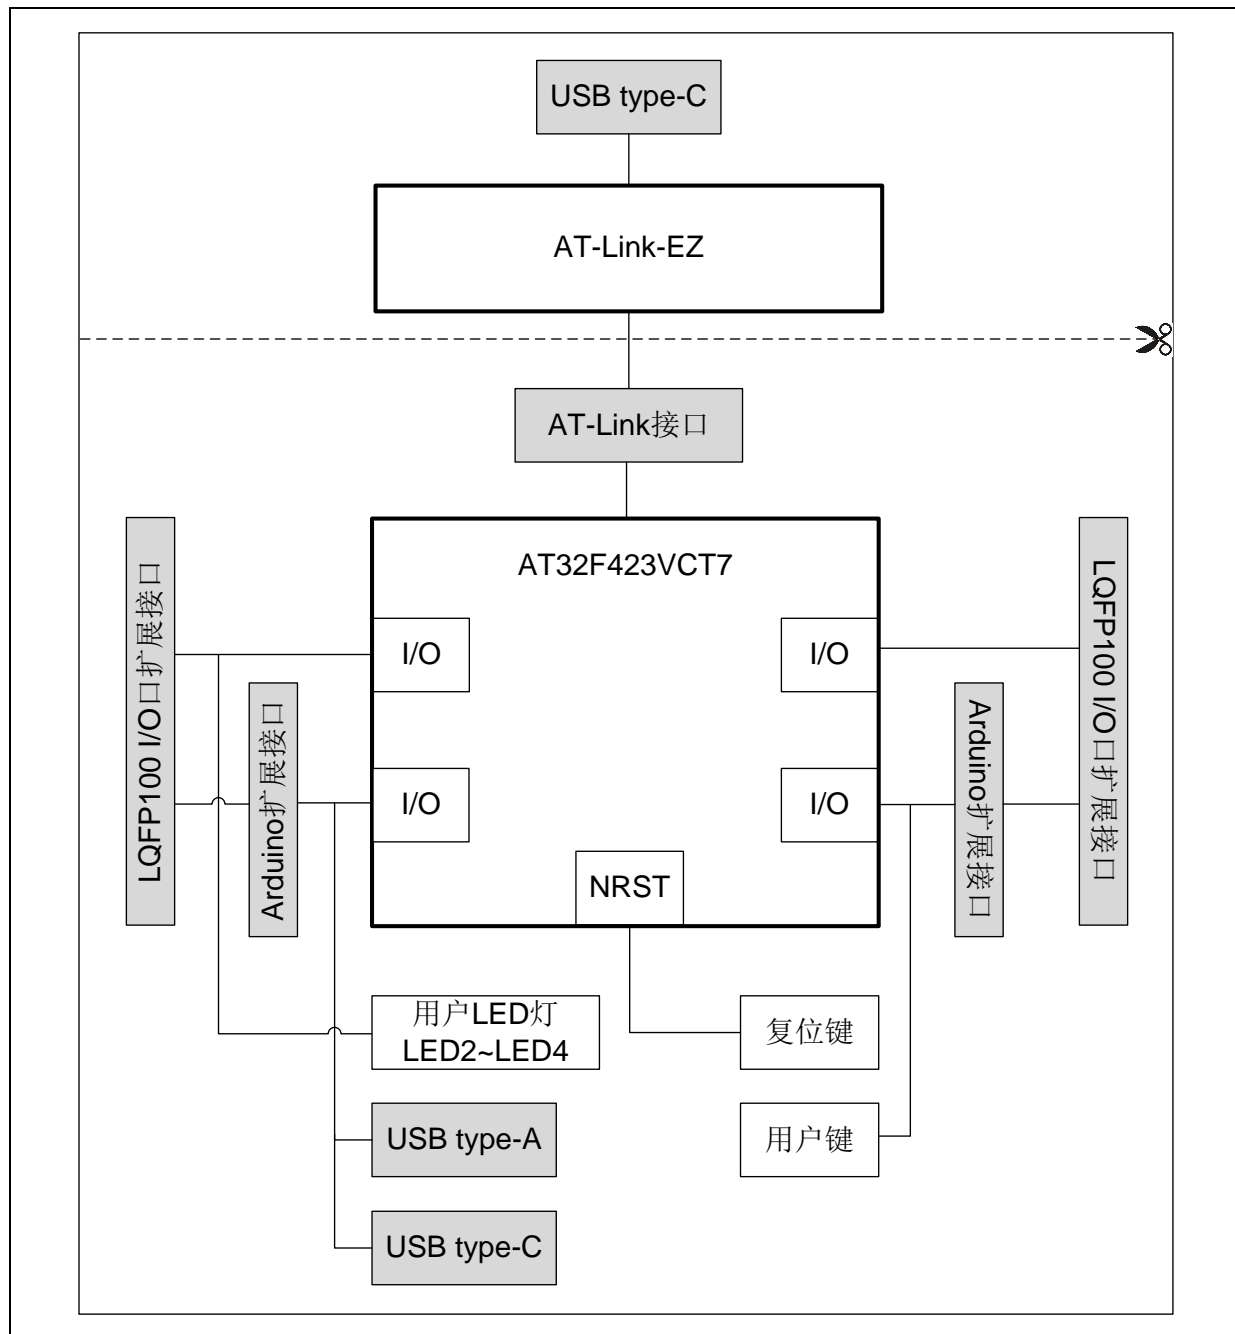 USB type-C
AT-Link-EZ
AT-Link接口
AT32F423VCT7
LQFP100 I/O口扩展接口
Arduino扩展接口
I/O
I/O
I/O
I/O
NRST
Arduino扩展接口
LQFP100 I/O口扩展接口
用户LED灯
LED2~LED4
复位键
USB type-A
用户键
USB type-C